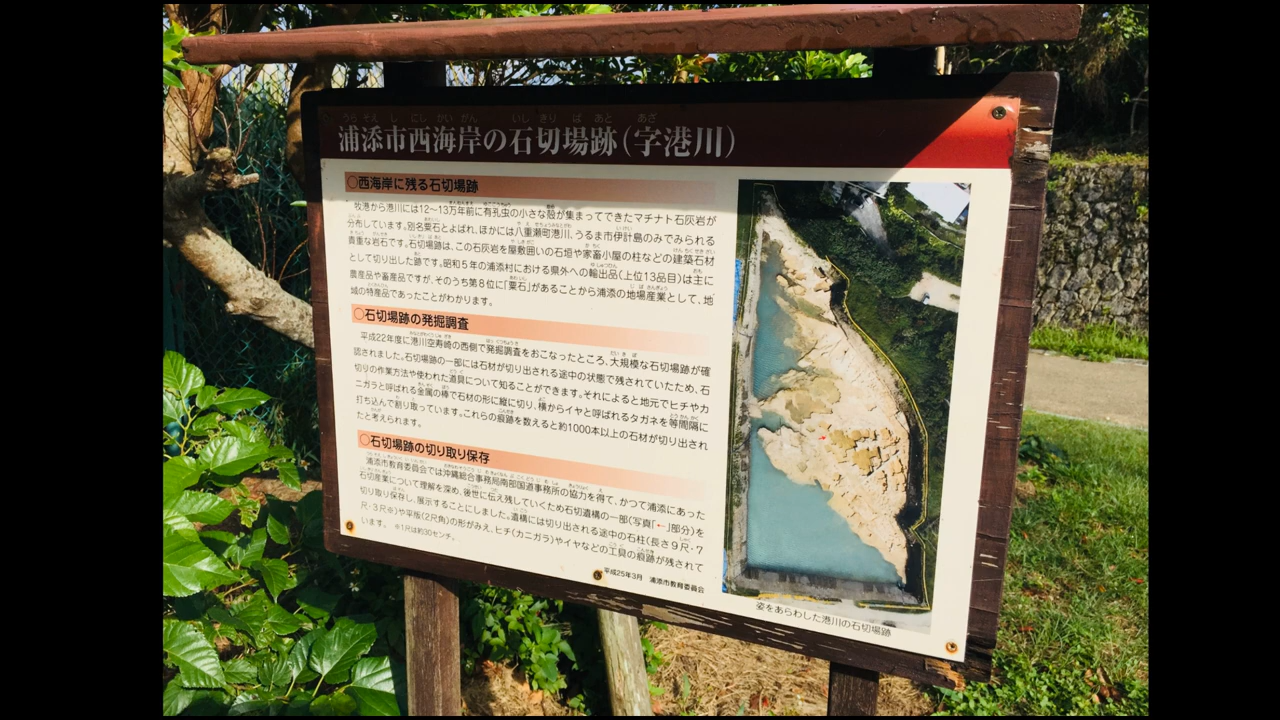 浦添市西海岸の石切場跡(字港川)
○西海岸に残る石切場跡
牧港から港川には12～13万年前に有孔虫の小さな殻が集まってできたマチナト石灰岩が
分布しています。別名粟石とよばれ、ほかには八重瀬町港川、うるま市伊計島のみでみられる
貴重な岩石です。石切場跡は、この石灰岩を屋敷囲いの石垣や家畜小屋の柱などの建築石材
として切り出した跡です。昭和5年の浦添村における県外への輸出品(上位13品目)は主に
農産品や畜産品ですが、そのうち第8位に「粟石」があることから浦添の地場産業として、地
域の特産品であったことがわかります。
○石切場跡の発掘調査
平成22年度に港川空寿崎の西側で発掘調査をおこなったところ、大規模な石切場跡が確
認されました。石切場跡の一部には石材が切り出される途中の状態で残されていたため、石
切りの作業方法や使われた道具について知ることができます。それによると地元でヒチやカ
ニガラと呼ばれる金属の棒で石材の形に縦に切り、横からイヤと呼ばれるタガネを等間隔に
打ち込んで割り取っています。これらの痕跡を数えると約1000本以上の石材が切り出され
たと考えられます。
○石切場跡の切り取り保存
浦添市教育委員会では沖縄総合事務局南部国道事務所の協力を得て、かつて浦添にあった
石切産業について理解を深め、後世に伝え残していくため石切遺構の一部(写真「←」部分)を
切り取り保存し、展示することにしました。遺構には切り出される途中の石柱(長さ9尺・7
尺・3尺※)や平版(2尺角)の形がみえ、ヒチ(カニガラ)やイヤなどの工具の痕跡が残されて
います。 ※1尺は約30センチ。
平成25年3月 浦添市教育委員会
姿をあらわした港川の石切場跡